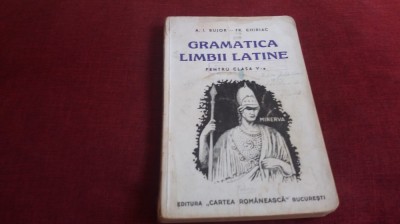 GRAMATICA
LIMBII LATINE
PENTRU CLASA V-a
MINERVA
EDITURA „CARTEA ROMÂNEASCĂ" BUCUREȘTI